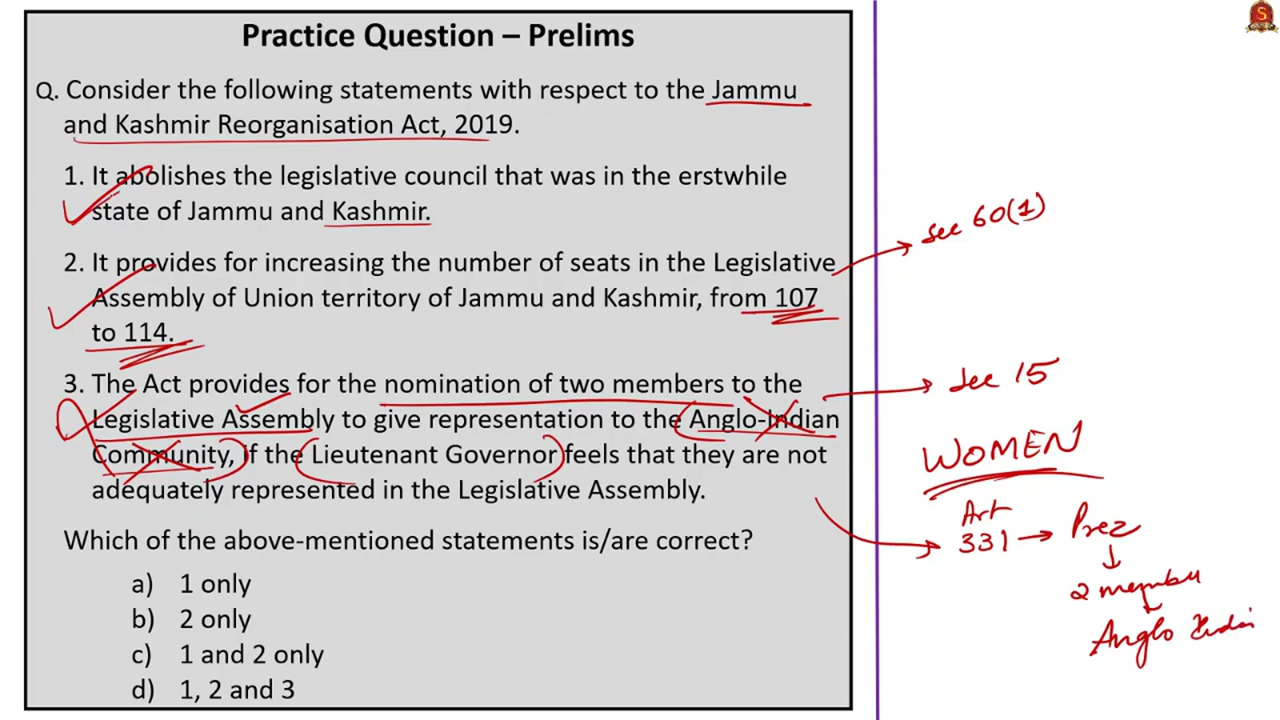 Practice Question – Prelims
Q. Consider the following statements with respect to the Jammu
and Kashmir Reorganisation Act, 2019.
1. It abolishes the legislative council that was in the erstwhile
state of Jammu and Kashmir.
2. It provides for increasing the number of seats in the Legislative
Assembly of Union territory of Jammu and Kashmir, from 107
to 114.
3. The Act provides for the nomination of two members to the
Legislative Assembly to give representation to the Anglo-Indian
Community, if the Lieutenant Governor feels that they are not
adequately represented in the Legislative Assembly.
Which of the above-mentioned statements is/are correct?
a) 1 only
b) 2 only
c) 1 and 2 only
d) 1, 2 and 3
Sec 60(1)
Sec 15
WOMEN
Art
331 → Prez
2 members
Anglo Indian
S